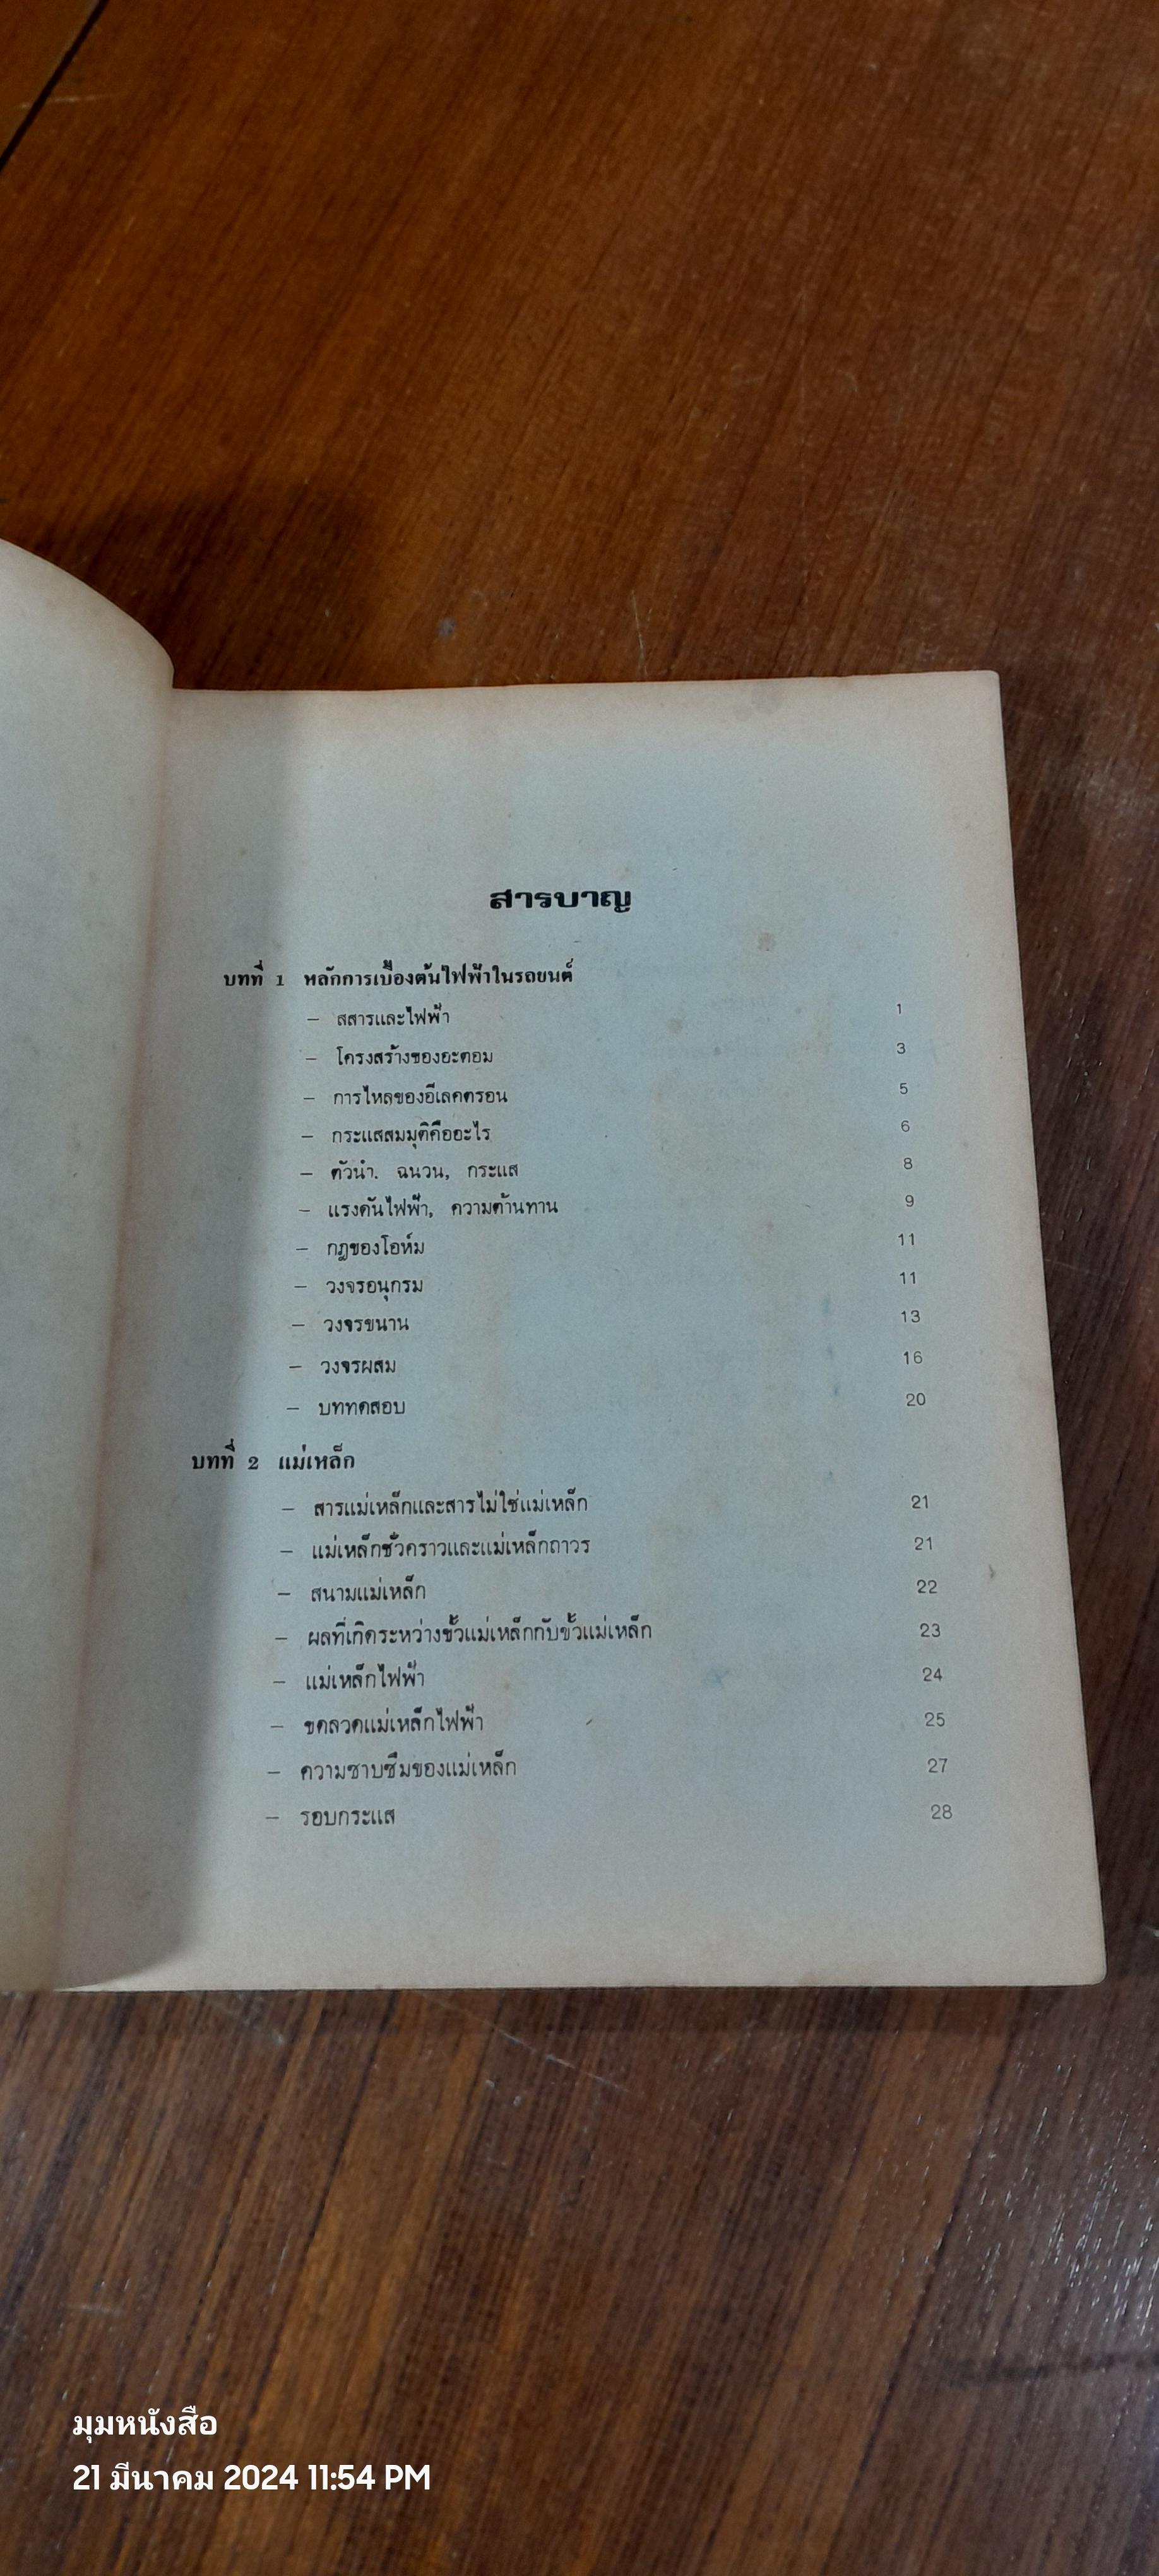 สารบาญ
บทที่ 1 หลักการเบื้องต้นไฟฟ้าในรถยนต์
– สสารและไฟฟ้า 1
– โครงสร้างของอะตอม 3
– การไหลของอีเลคตรอน 5
– กระแสสมมุติคืออะไร 6
– ตัวนำ. ฉนวน, กระแส 8
– แรงดันไฟฟ้า, ความต้านทาน 9
– กฎของโอห์ม 11
– วงจรอนุกรม 11
– วงจรขนาน 13
– วงจรผสม 16
– บททดสอบ 20
บทที่ 2 แม่เหล็ก
– สารแม่เหล็กและสารไม่ใช่แม่เหล็ก 21
– แม่เหล็กชั่วคราวและแม่เหล็กถาวร 21
– สนามแม่เหล็ก 22
– ผลที่เกิดระหว่างขั้วแม่เหล็กกับขั้วแม่เหล็ก 23
– แม่เหล็กไฟฟ้า 24
– ขดลวดแม่เหล็กไฟฟ้า 25
– ความซาบซึมของแม่เหล็ก 27
– รอบกระแส 28
มุมหนังสือ
21 มีนาคม 2024 11:54 PM